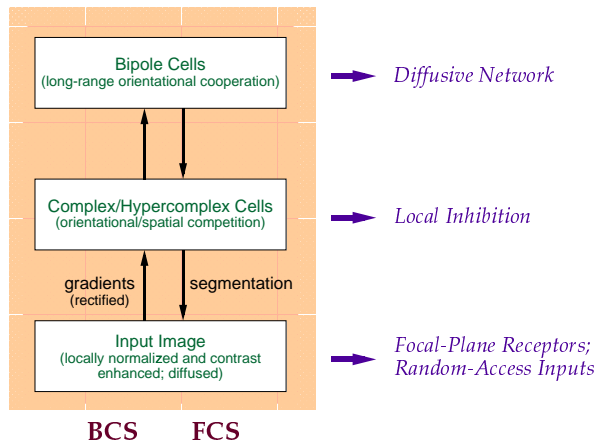 Bipole Cells
(long-range orientational cooperation)
Diffusive Network
Complex/Hypercomplex Cells
(orientational/spatial competition)
Local Inhibition
gradients
(rectified)
segmentation
Input Image
(locally normalized and contrast
enhanced; diffused)
Focal-Plane Receptors;
Random-Access Inputs
BCS FCS